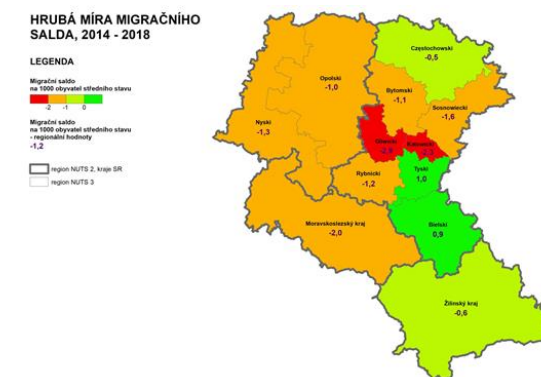 HRUBÁ MÍRA MIGRAČNÍHO
SALDA, 2014 - 2018
LEGENDA
Migrační saldo
na 1000 obyvatel středního stavu
-2 -1 0
Migrační saldo
na 1000 obyvatel středního stavu
- regionální hodnoty
-1,2
region NUTS 2, kraje SR
region NUTS 3
Częstochowski
-0,5
Opolski
-1,0
Bytomski
-1,1
Sosnowiecki
-1,6
Nyski
-1,3
Gliwicki
Katowicki
Rybnicki
-1,2
Tyski
1,0
Moravskoslezský kraj
-2,0
Bielski
0,9
Žilinský kraj
-0,6